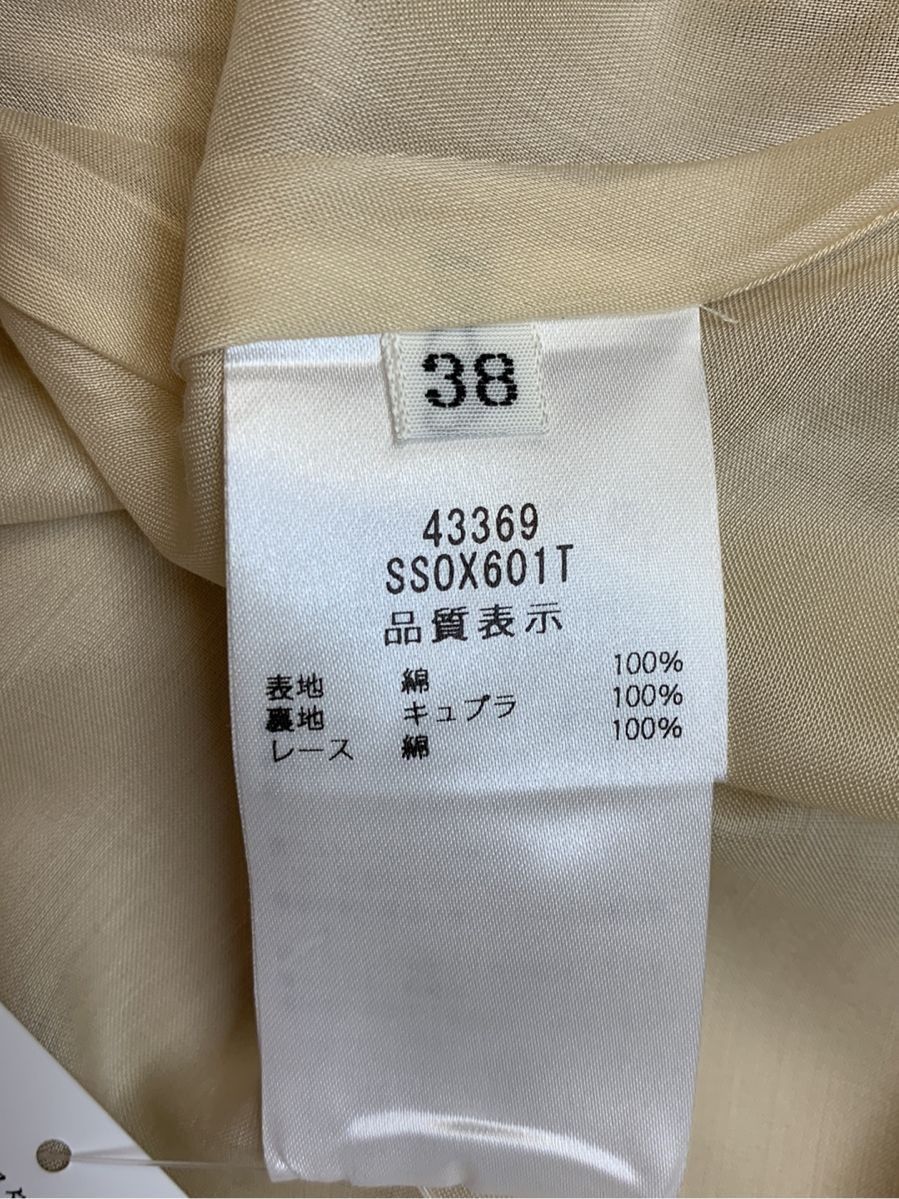 38
43369
SSOX601T
品質表示
表地 綿 100%
裏地 キュプラ 100%
レース 綿 100%